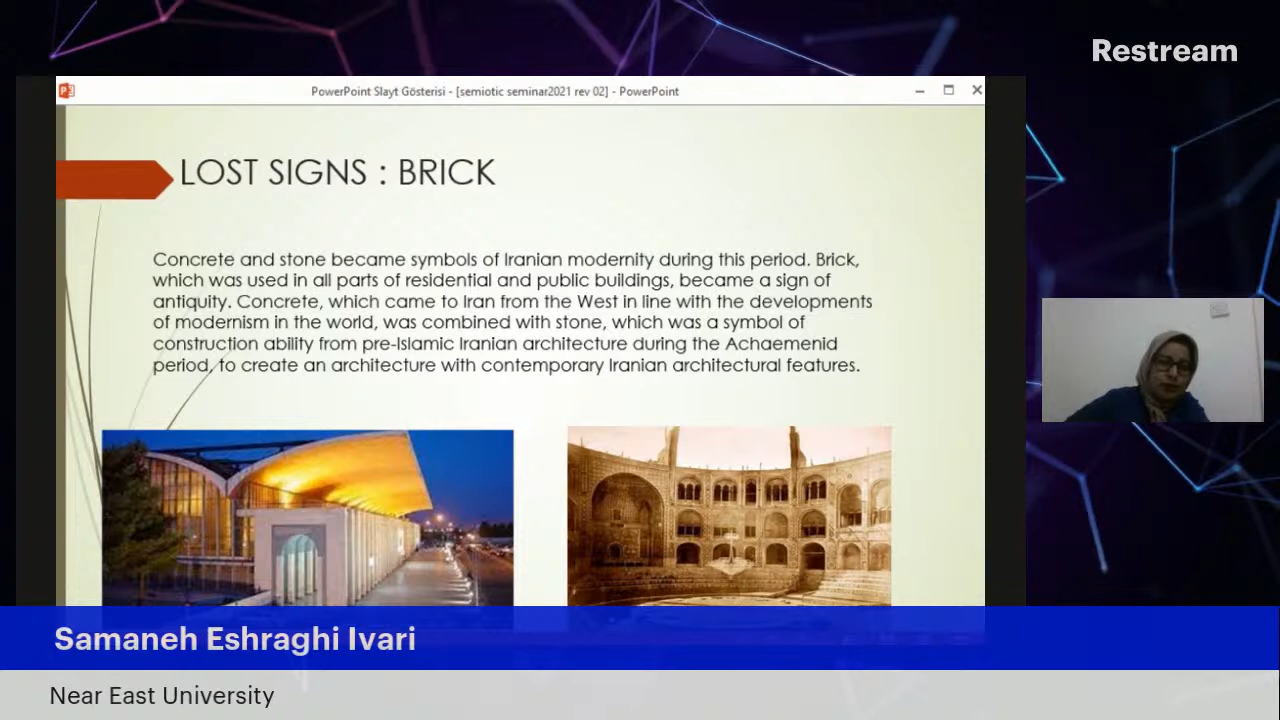 Restream
PowerPoint Slayt Gösterisi - [semiotic seminar2021 rev 02] - PowerPoint
LOST SIGNS : BRICK
Concrete and stone became symbols of Iranian modernity during this period. Brick,
which was used in all parts of residential and public buildings, became a sign of
antiquity. Concrete, which came to Iran from the West in line with the developments
of modernism in the world, was combined with stone, which was a symbol of
construction ability from pre-Islamic Iranian architecture during the Achaemenid
period, to create an architecture with contemporary Iranian architectural features.
Samaneh Eshraghi Ivari
Near East University